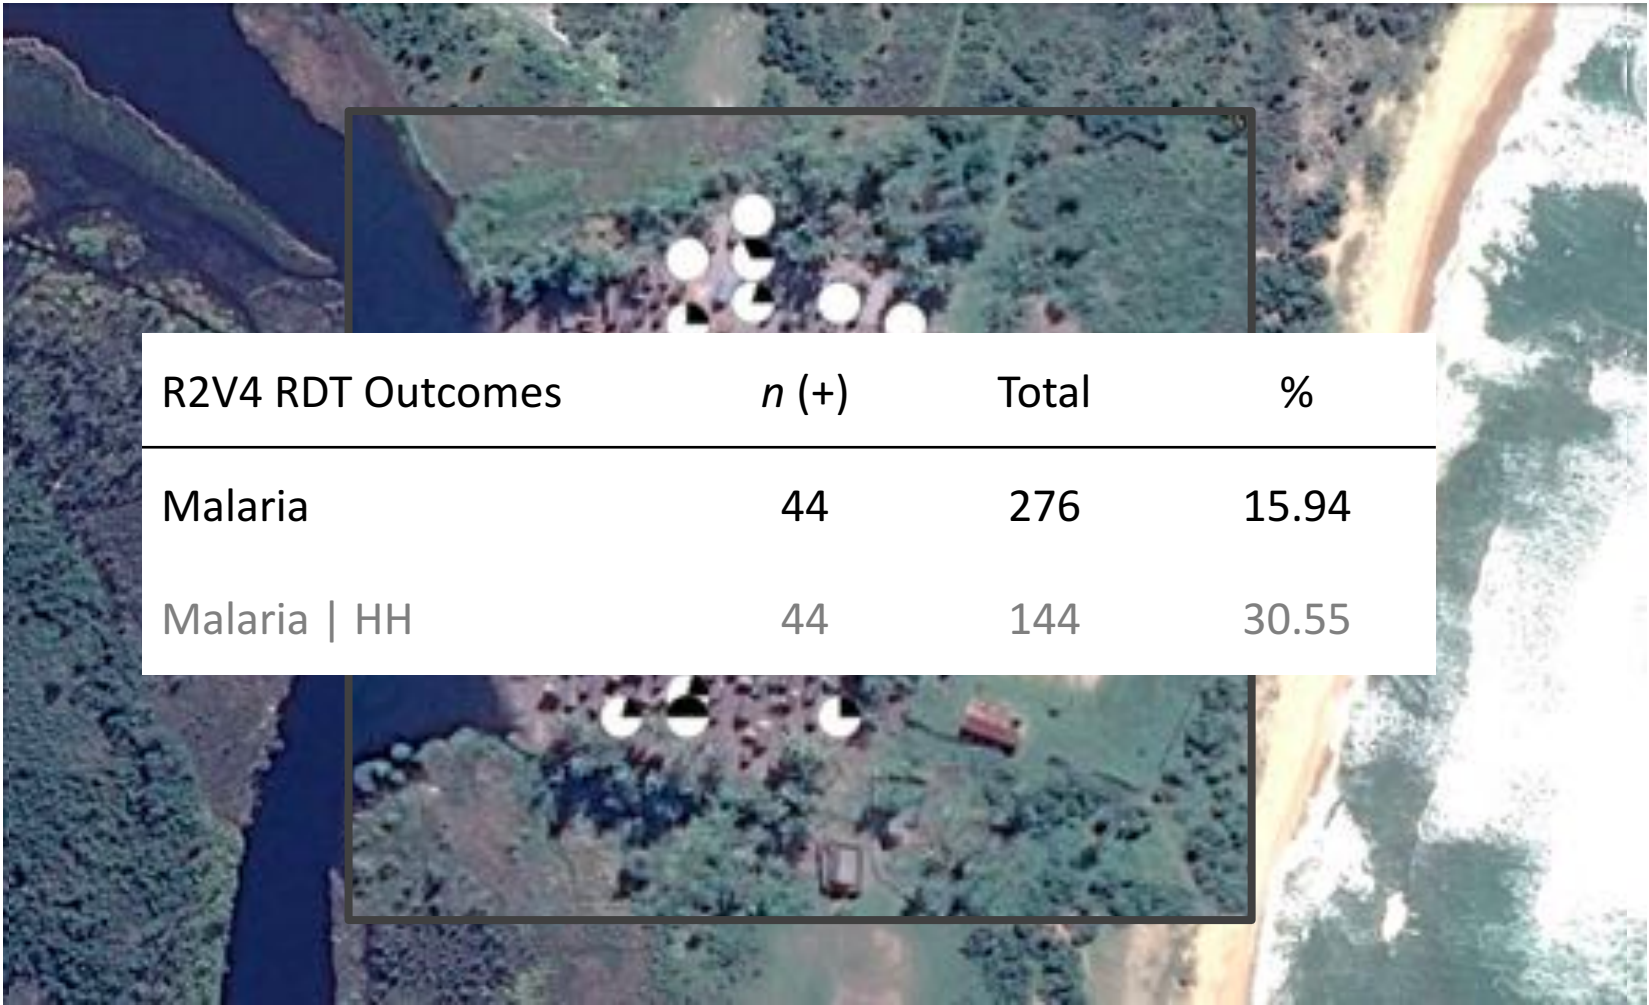 R2V4 RDT Outcomes n (+) Total %
Malaria 44 276 15.94
Malaria | HH 44 144 30.55